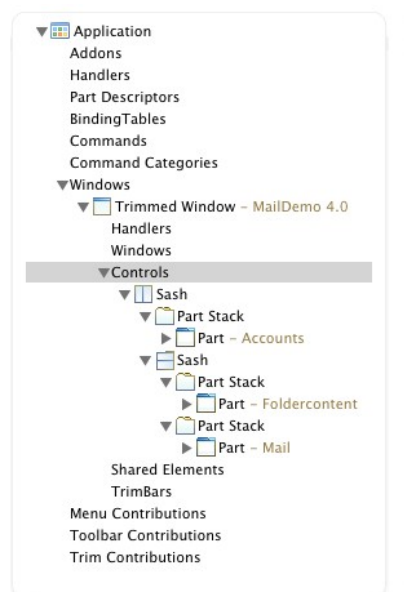 Application
Addons
Handlers
Part Descriptors
BindingTables
Commands
Command Categories
Windows
Trimmed Window – MailDemo 4.0
Handlers
Windows
Controls
Sash
Part Stack
Part – Accounts
Sash
Part Stack
Part – Foldercontent
Part Stack
Part – Mail
Shared Elements
TrimBars
Menu Contributions
Toolbar Contributions
Trim Contributions